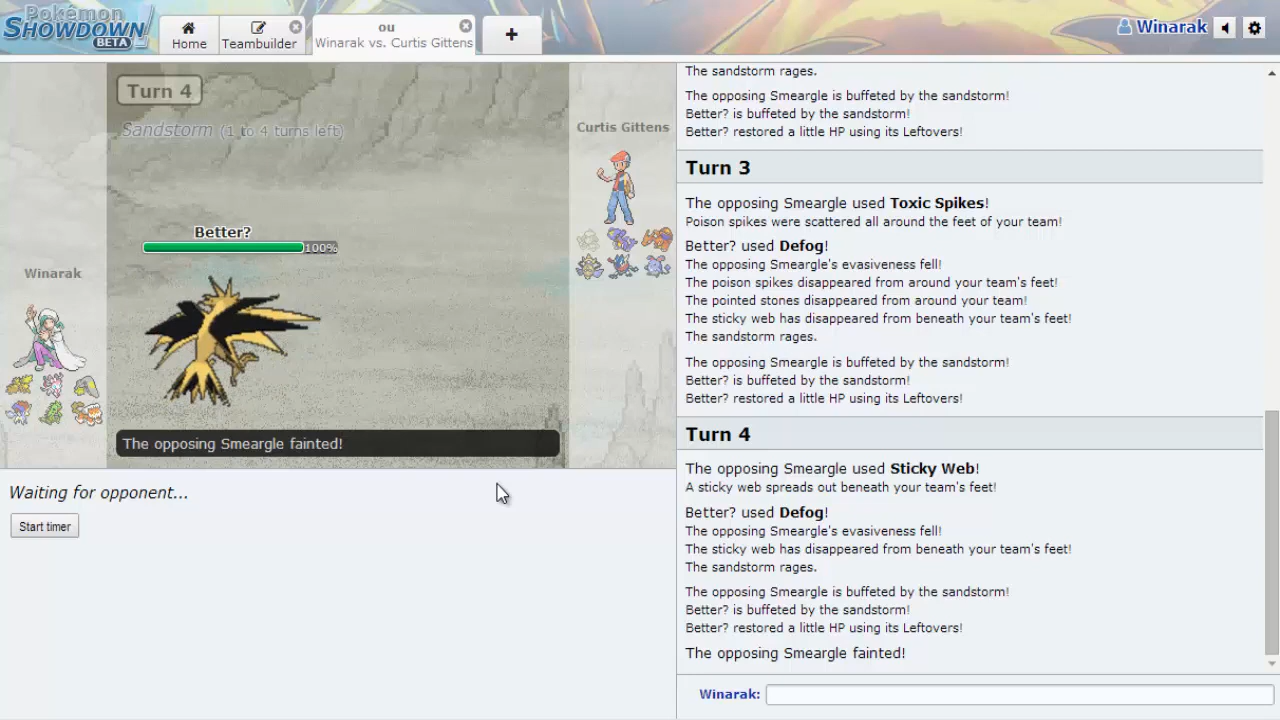 Pokémon
SHOWDOWN
BETA
Home
Teambuilder
ou
Winarak vs. Curtis Gittens
+
Winarak
Turn 4
Sandstorm (1 to 4 turns left)
Winarak
Better?
100%
The opposing Smeargle fainted!
Curtis Gittens
Waiting for opponent...
Start timer
The sandstorm rages.
The opposing Smeargle is buffeted by the sandstorm!
Better? is buffeted by the sandstorm!
Better? restored a little HP using its Leftovers!
Turn 3
The opposing Smeargle used Toxic Spikes!
Poison spikes were scattered all around the feet of your team!
Better? used Defog!
The opposing Smeargle's evasiveness fell!
The poison spikes disappeared from around your team's feet!
The pointed stones disappeared from around your team!
The sticky web has disappeared from beneath your team's feet!
The sandstorm rages.
The opposing Smeargle is buffeted by the sandstorm!
Better? is buffeted by the sandstorm!
Better? restored a little HP using its Leftovers!
Turn 4
The opposing Smeargle used Sticky Web!
A sticky web spreads out beneath your team's feet!
Better? used Defog!
The opposing Smeargle's evasiveness fell!
The sticky web has disappeared from beneath your team's feet!
The sandstorm rages.
The opposing Smeargle is buffeted by the sandstorm!
Better? is buffeted by the sandstorm!
Better? restored a little HP using its Leftovers!
The opposing Smeargle fainted!
Winarak: